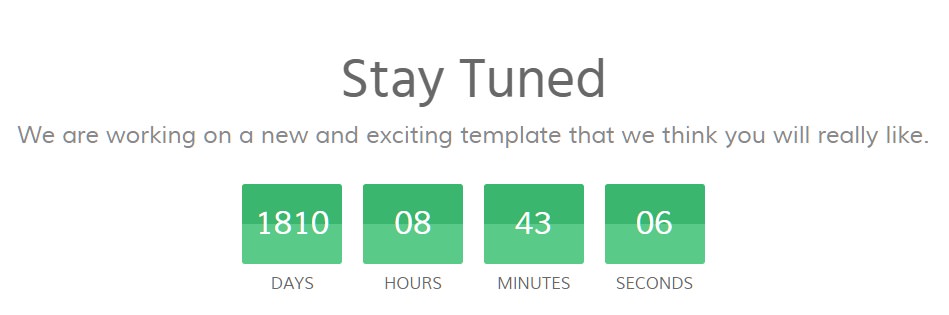 Stay Tuned
We are working on a new and exciting template that we think you will really like.
1810 08 43 06
DAYS HOURS MINUTES SECONDS